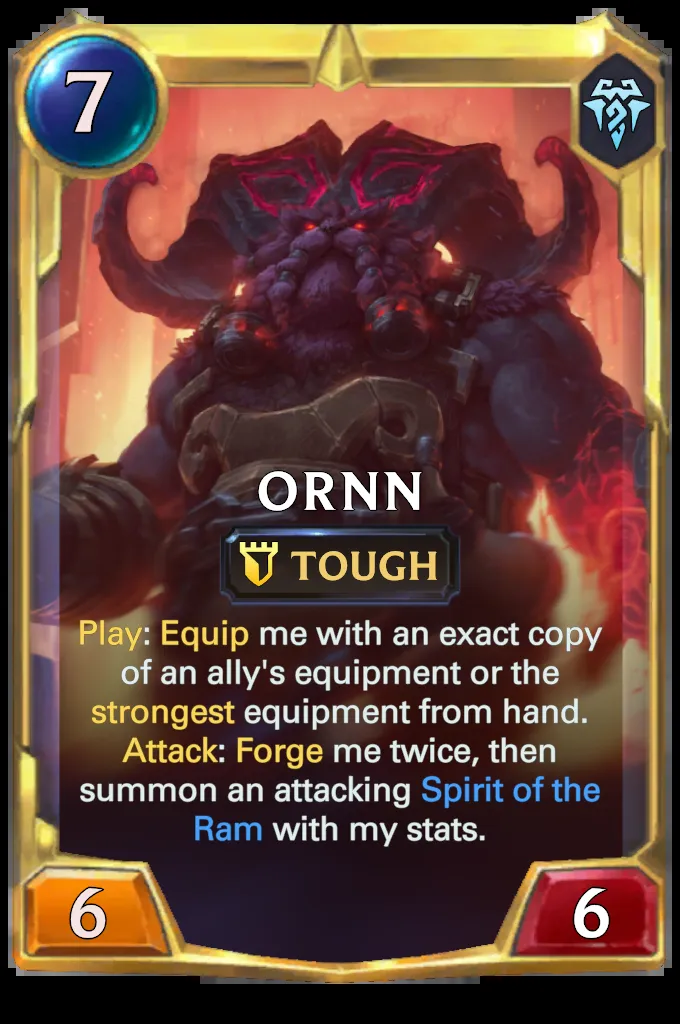 7
ORNN
TOUGH
Play: Equip me with an exact copy
of an ally's equipment or the
strongest equipment from hand.
Attack: Forge me twice, then
summon an attacking Spirit of the
Ram with my stats.
6
6